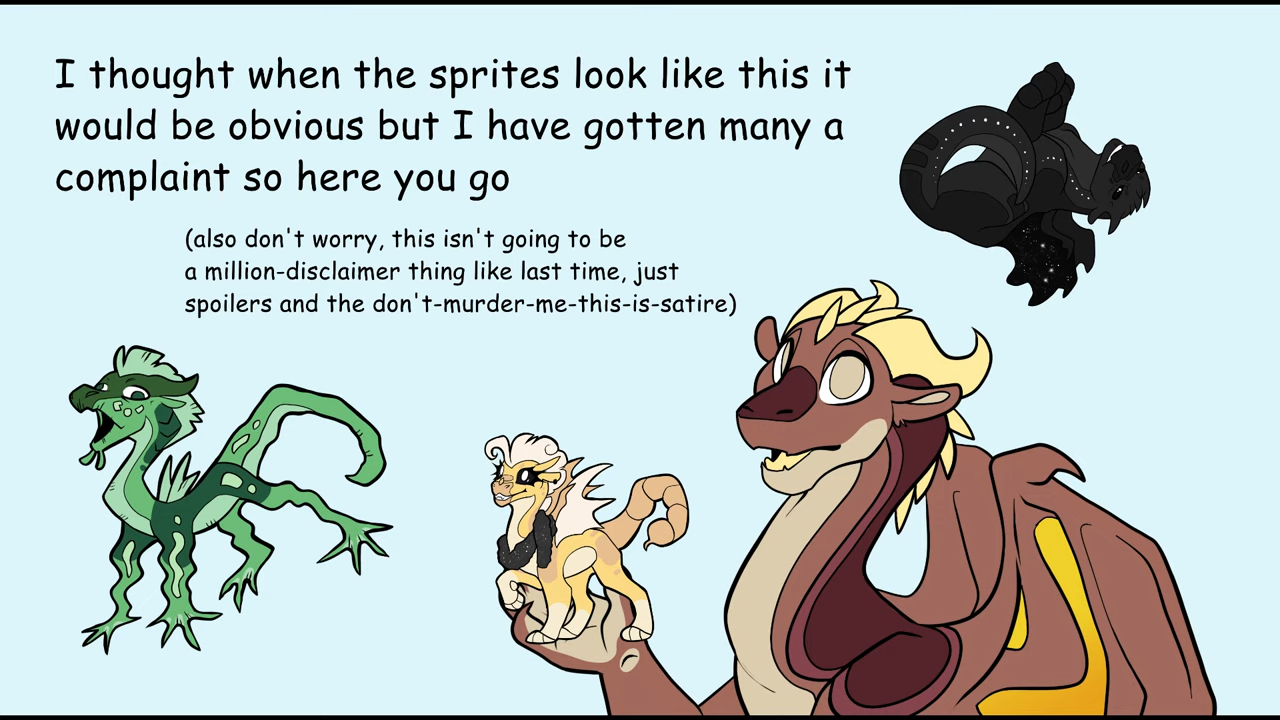 I thought when the sprites look like this it
would be obvious but I have gotten many a
complaint so here you go
(also don't worry, this isn't going to be
a million-disclaimer thing like last time, just
spoilers and the don't-murder-me-this-is-satire)